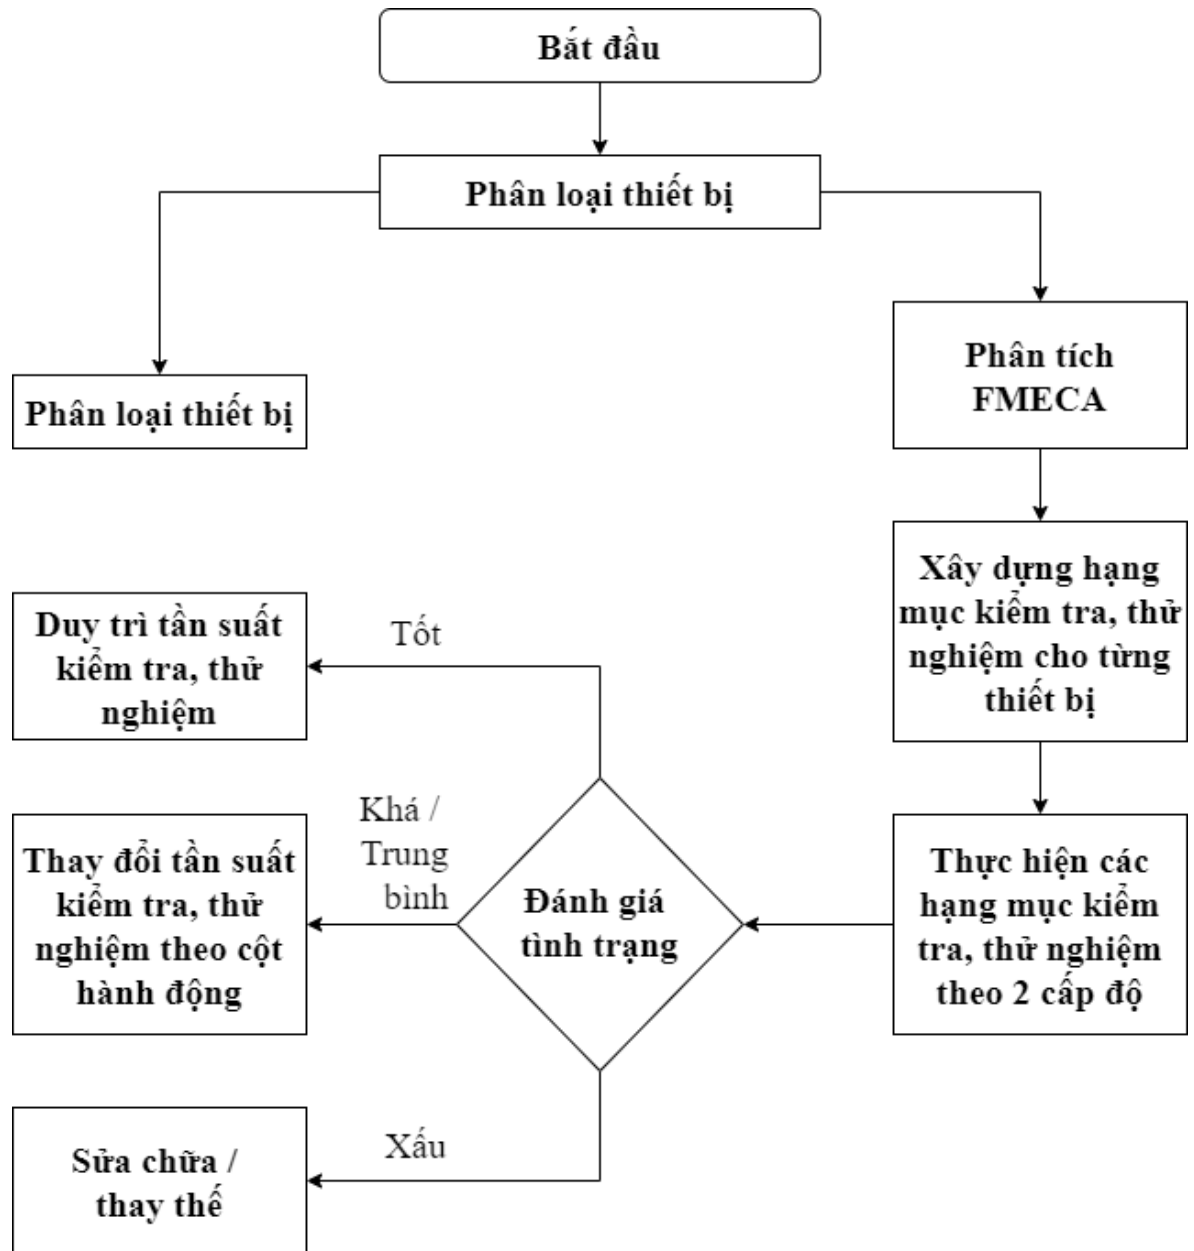 Bắt đầu
Phân loại thiết bị
Phân tích
FMECA
Phân loại thiết bị
Xây dựng hạng
mục kiểm tra, thử
nghiệm cho từng
thiết bị
Duy trì tần suất
kiểm tra, thử
nghiệm
Tốt
Khá /
Trung
bình
Thay đổi tần suất
kiểm tra, thử
nghiệm theo cột
hành động
Đánh giá
tình trạng
Thực hiện các
hạng mục kiểm
tra, thử nghiệm
theo 2 cấp độ
Xấu
Sửa chữa /
thay thế